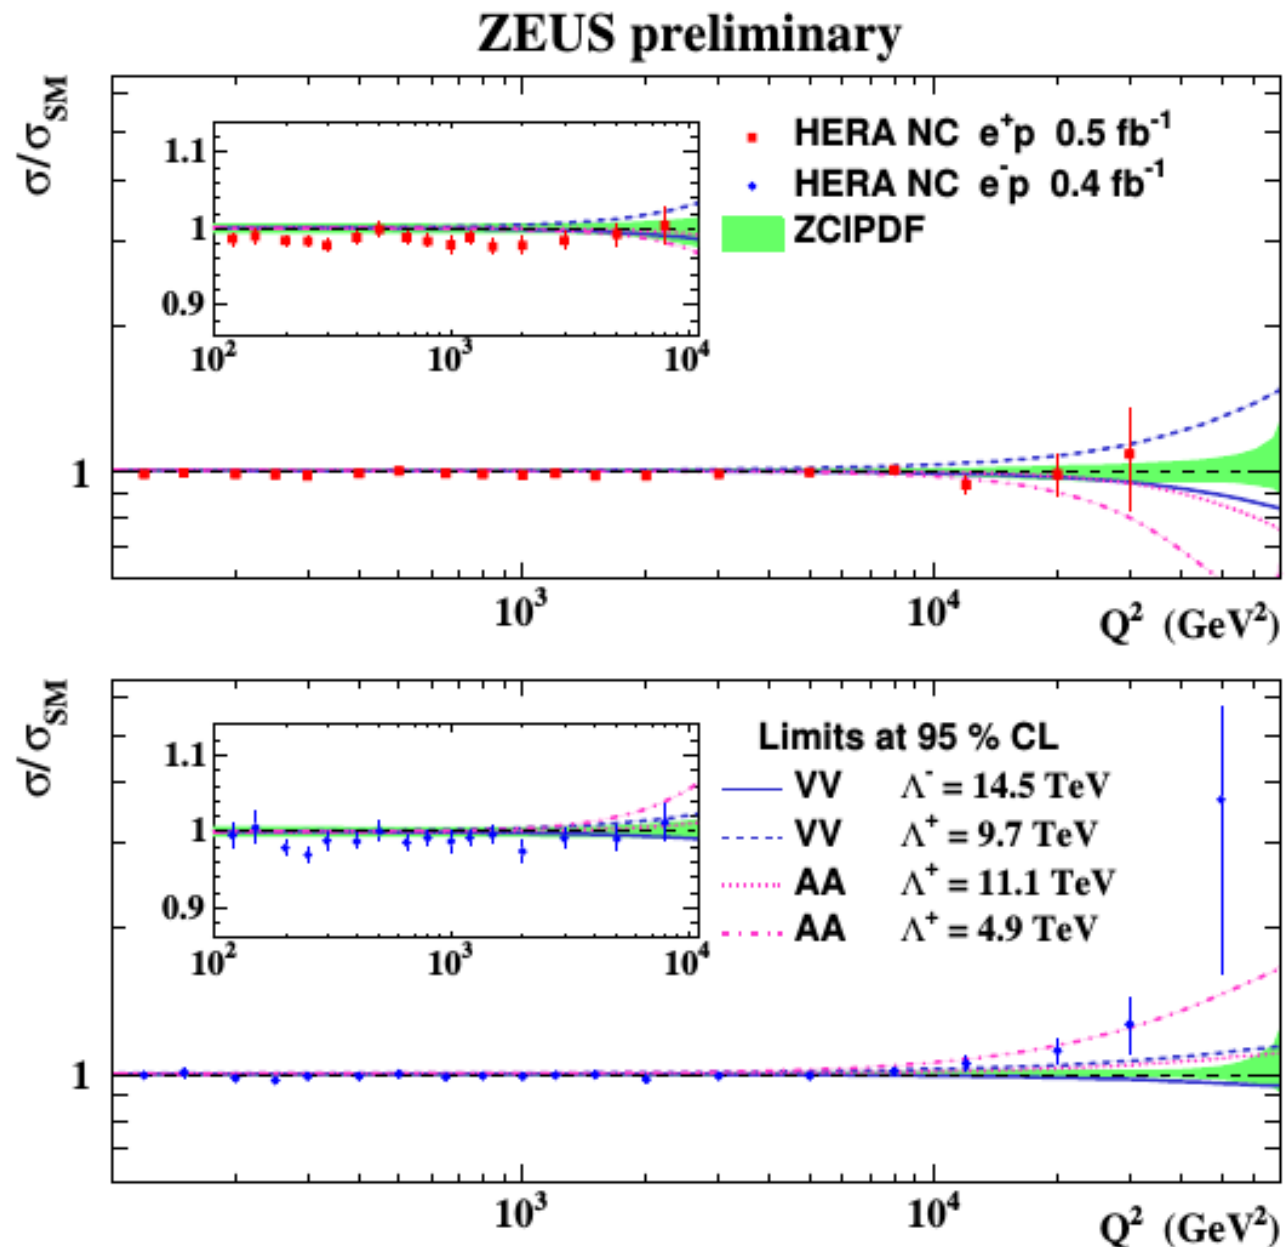 ZEUS preliminary
σ/σSM
1.1
1
0.9
10²
10³
10⁴
HERA NC e⁺p 0.5 fb⁻¹
HERA NC e⁻p 0.4 fb⁻¹
ZCIPDF
1
10³
10⁴
Q² (GeV²)
σ/σSM
1.1
1
0.9
10²
10³
10⁴
Limits at 95 % CL
VV Λ⁻ = 14.5 TeV
VV Λ⁺ = 9.7 TeV
AA Λ⁺ = 11.1 TeV
AA Λ⁺ = 4.9 TeV
1
10³
10⁴
Q² (GeV²)